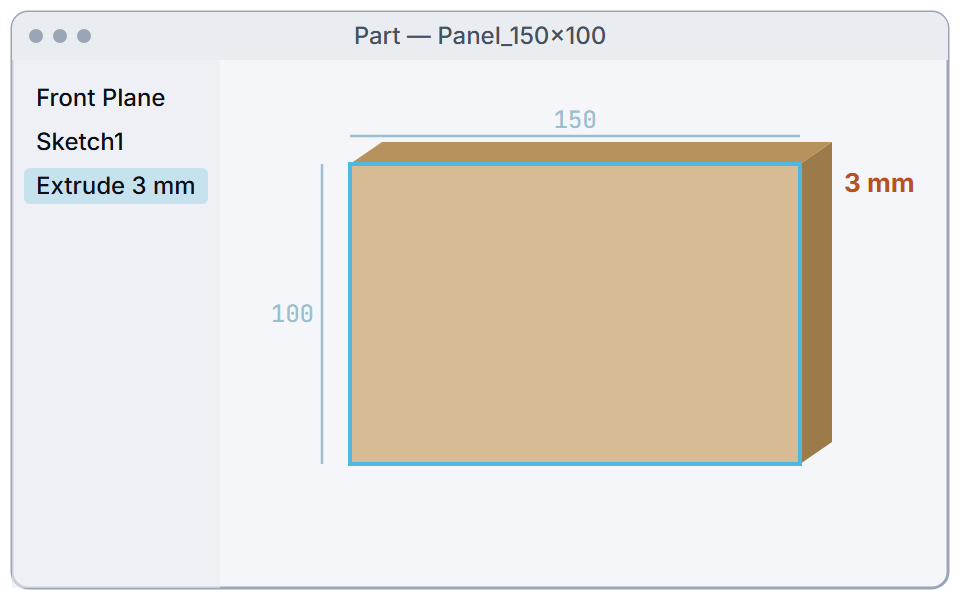 Part — Panel_150×100
Front Plane
Sketch1
Extrude 3 mm
150
3 mm
100